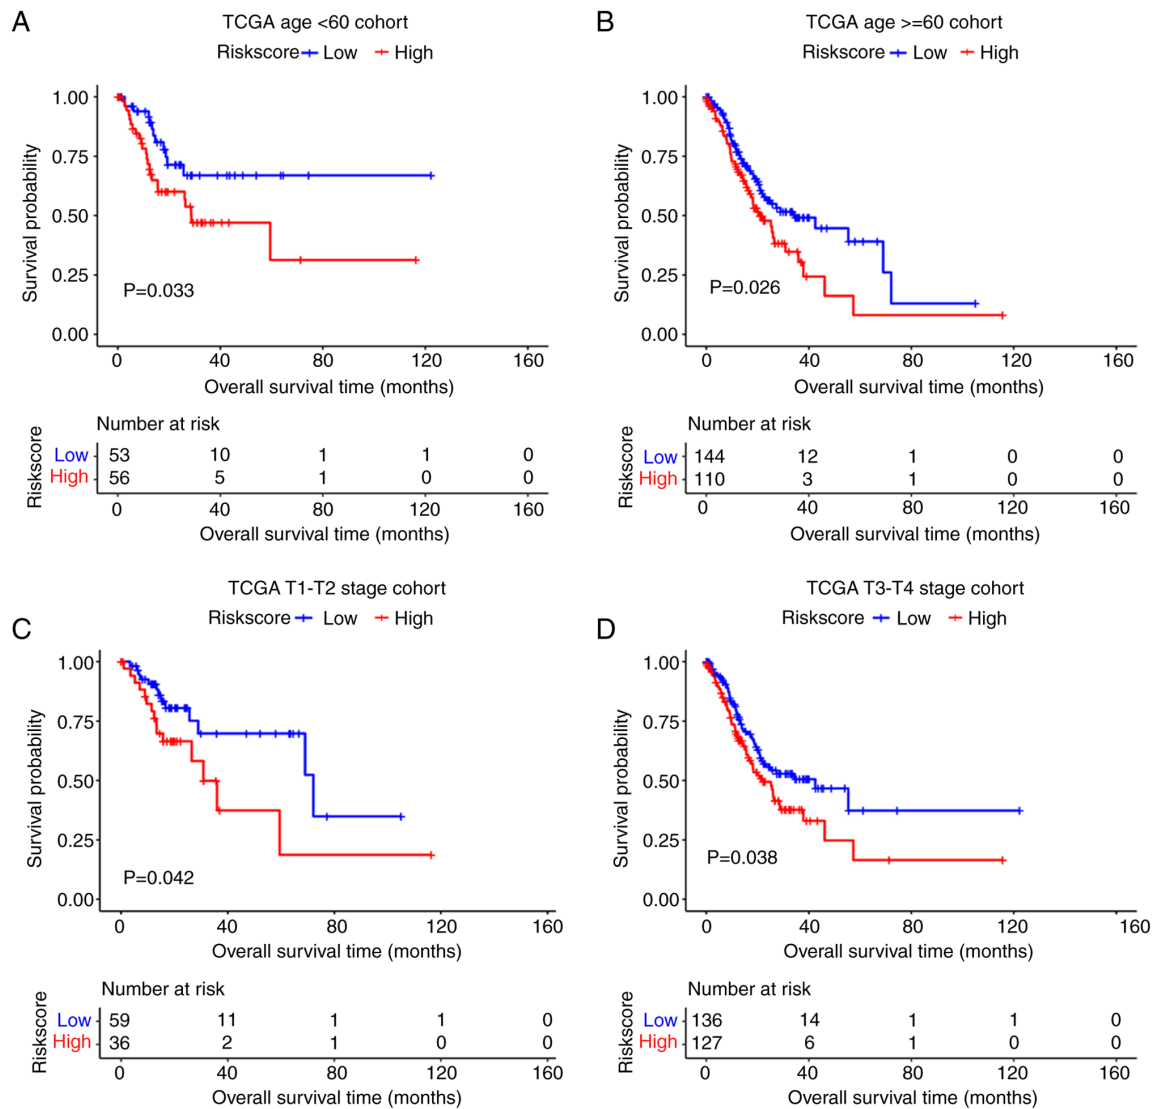 A
TCGA age <60 cohort
Riskscore Low High
1.00
0.75
0.50
0.25
0.00
Survival probability
P=0.033
0 40 80 120 160
Overall survival time (months)
Number at risk
Riskscore
Low 53 10 1 1 0
High 56 5 1 0 0
0 40 80 120 160
Overall survival time (months)
B
TCGA age >=60 cohort
Riskscore Low High
1.00
0.75
0.50
0.25
0.00
Survival probability
P=0.026
0 40 80 120 160
Overall survival time (months)
Number at risk
Riskscore
Low 144 12 1 0 0
High 110 3 1 0 0
0 40 80 120 160
Overall survival time (months)
C
TCGA T1-T2 stage cohort
Riskscore Low High
1.00
0.75
0.50
0.25
0.00
Survival probability
P=0.042
0 40 80 120 160
Overall survival time (months)
Number at risk
Riskscore
Low 59 11 1 1 0
High 36 2 1 0 0
0 40 80 120 160
Overall survival time (months)
D
TCGA T3-T4 stage cohort
Riskscore Low High
1.00
0.75
0.50
0.25
0.00
Survival probability
P=0.038
0 40 80 120 160
Overall survival time (months)
Number at risk
Riskscore
Low 136 14 1 1 0
High 127 6 1 0 0
0 40 80 120 160
Overall survival time (months)